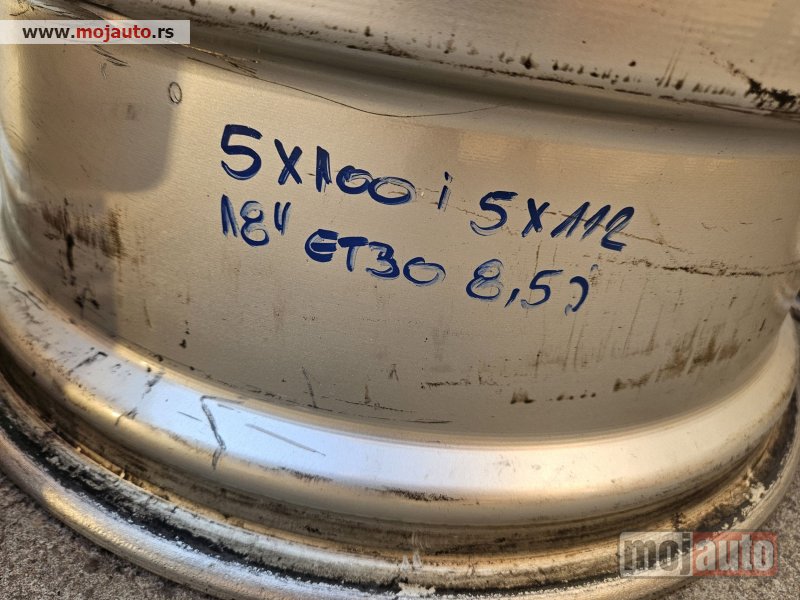 www.mojauto.rs
5x100 i 5x112
18" ET30 8,5j
mojauto